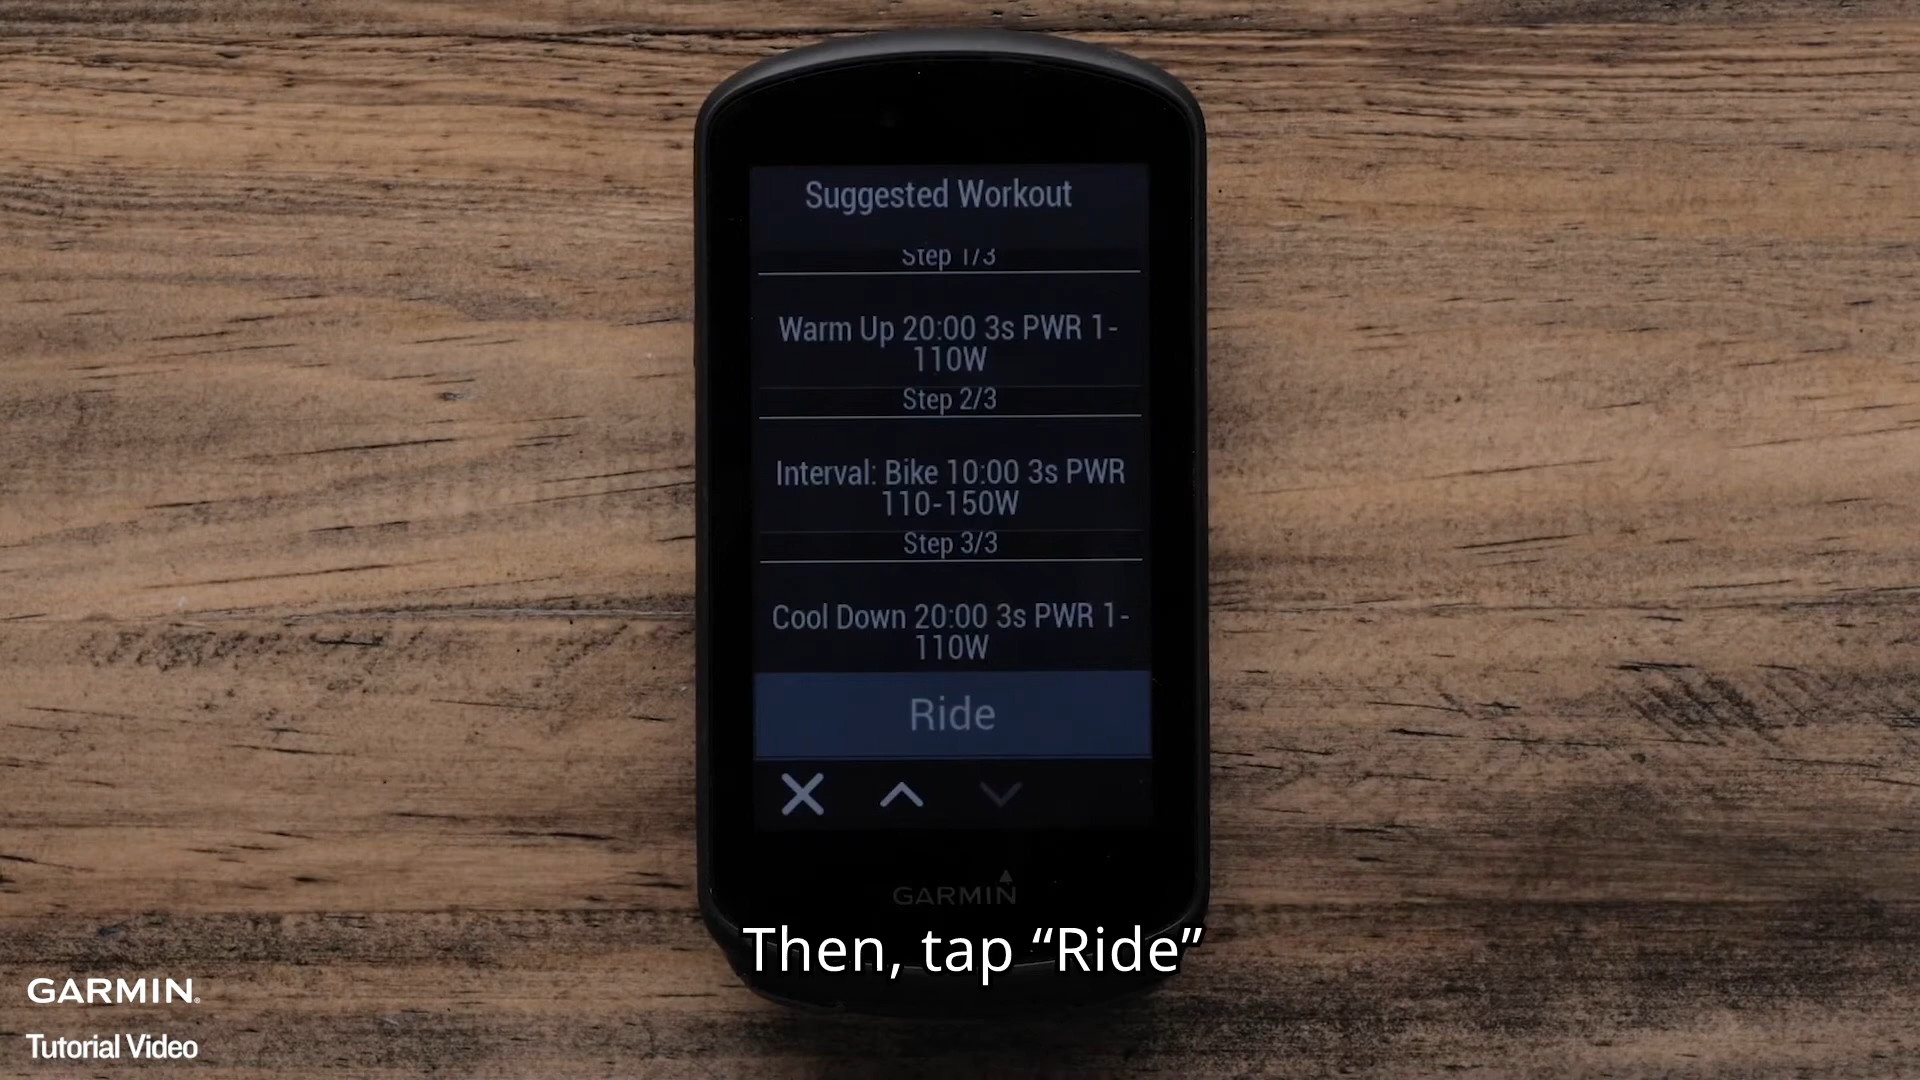 Suggested Workout
Step 1/3
Warm Up 20:00 3s PWR 1-
110W
Step 2/3
Interval: Bike 10:00 3s PWR
110-150W
Step 3/3
Cool Down 20:00 3s PWR 1-
110W
Ride
GARMIN
Then, tap “Ride”
GARMIN.
Tutorial Video